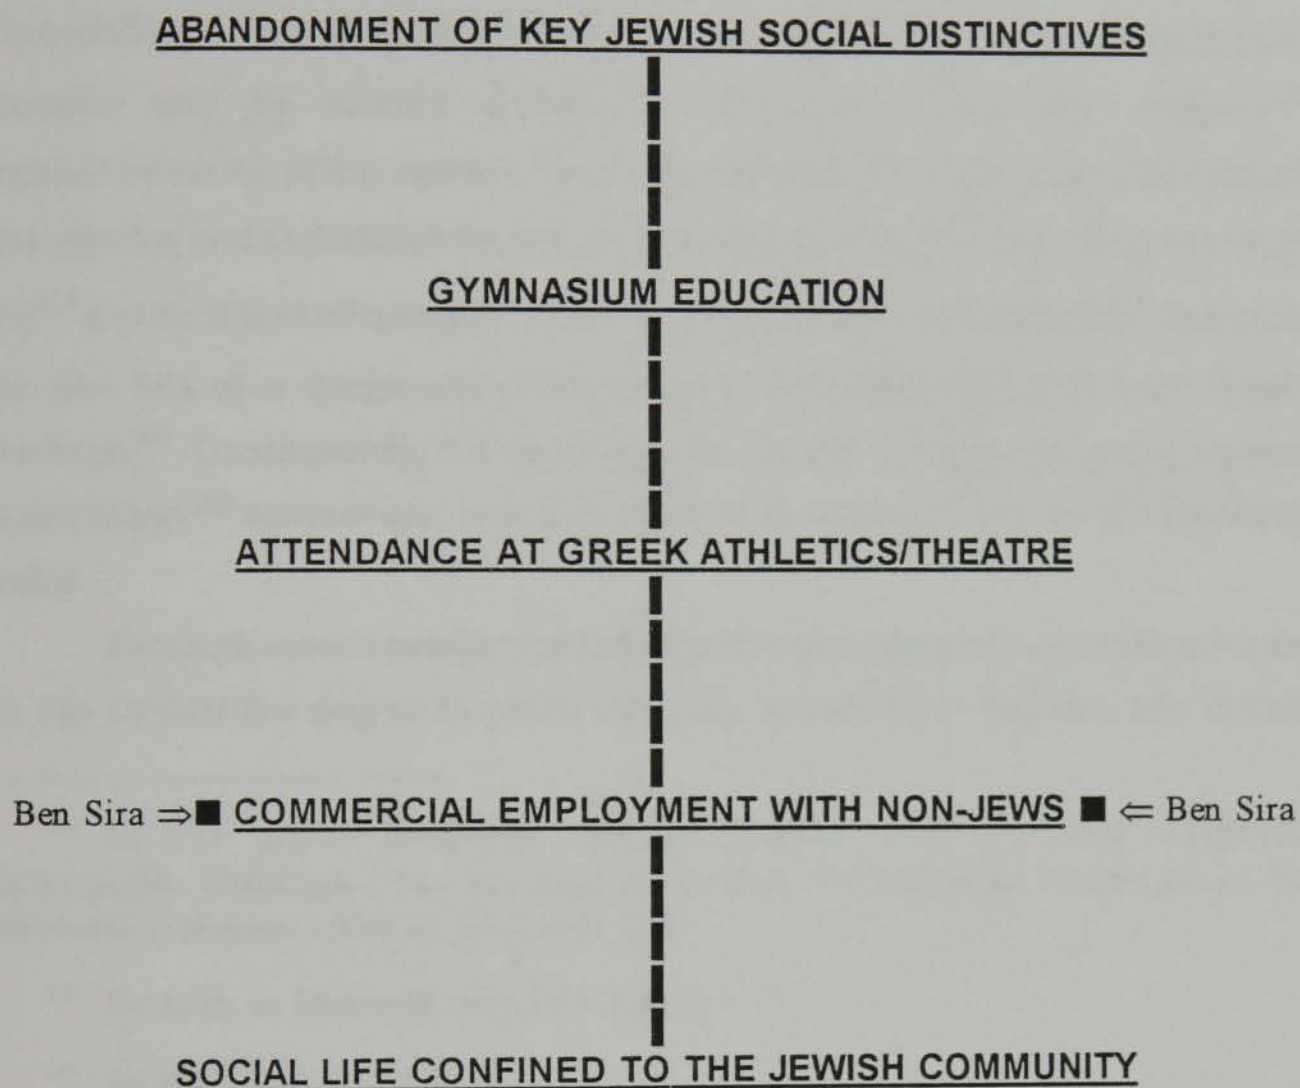 ABANDONMENT OF KEY JEWISH SOCIAL DISTINCTIVES
GYMNASIUM EDUCATION
ATTENDANCE AT GREEK ATHLETICS/THEATRE
Ben Sira ⇒■ COMMERCIAL EMPLOYMENT WITH NON-JEWS ■ ⇐ Ben Sira
SOCIAL LIFE CONFINED TO THE JEWISH COMMUNITY